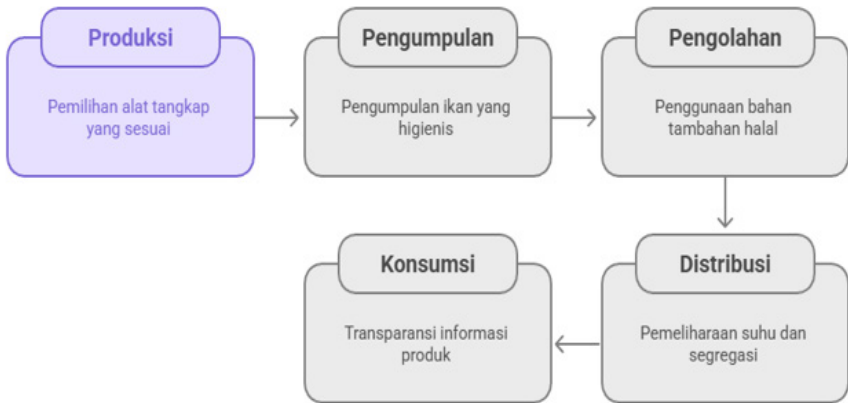 Produksi
Pemilihan alat tangkap
yang sesuai
Pengumpulan
Pengumpulan ikan yang
higienis
Pengolahan
Penggunaan bahan
tambahan halal
Distribusi
Pemeliharaan suhu dan
segregasi
Konsumsi
Transparansi informasi
produk